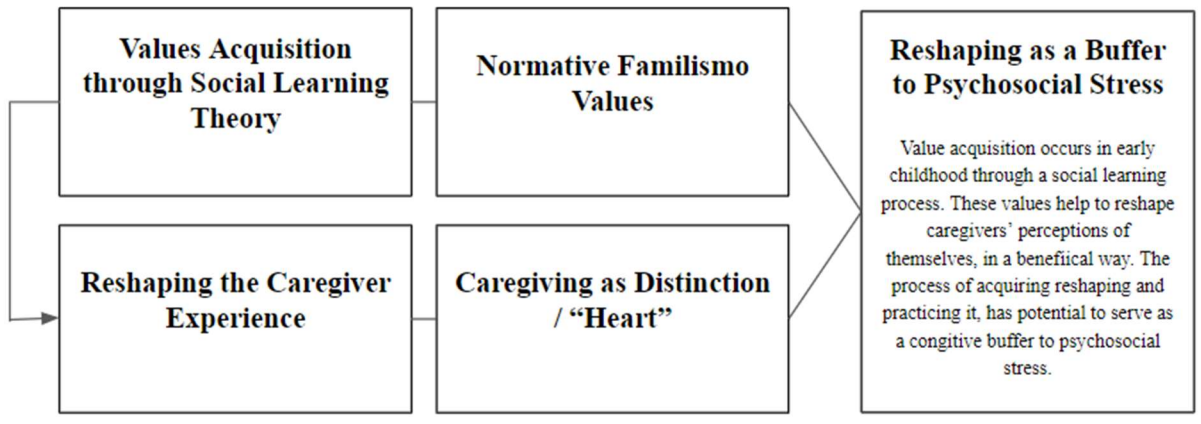 Values Acquisition
through Social Learning
Theory
Normative Familismo
Values
Reshaping the Caregiver
Experience
Caregiving as Distinction
/ “Heart”
Reshaping as a Buffer
to Psychosocial Stress
Value acquisition occurs in early
childhood through a social learning
process. These values help to reshape
caregivers’ perceptions of
themselves, in a benefiical way. The
process of acquiring reshaping and
practicing it, has potential to serve as
a congitive buffer to psychosocial
stress.